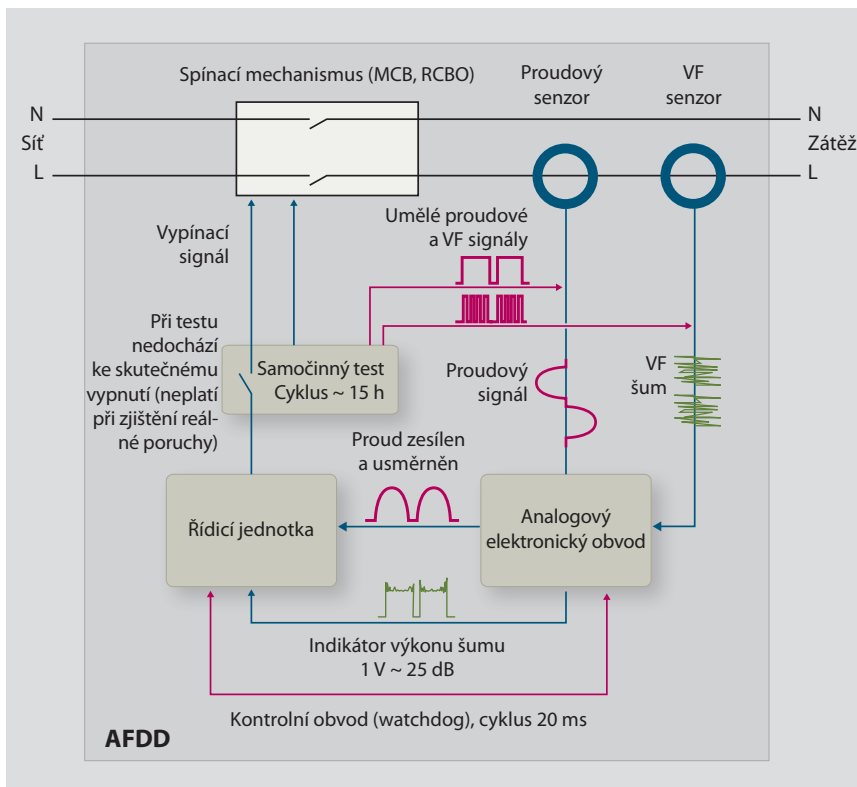 Spínací mechanismus (MCB, RCBO)
Proudový
senzor
VF
senzor
N
Síť
L
N
Zátěž
L
Vypínací
signál
Umělé proudové
a VF signály
Při testu
nedochází
ke skutečnému
vypnutí (neplatí
při zjištění reál-
né poruchy)
Samočinný test
Cyklus ~ 15 h
Proudový
signál
VF
šum
Proud zesílen
a usměrněn
Řídicí jednotka
Analogový
elektronický obvod
Indikátor výkonu šumu
1 V ~ 25 dB
Kontrolní obvod (watchdog), cyklus 20 ms
AFDD